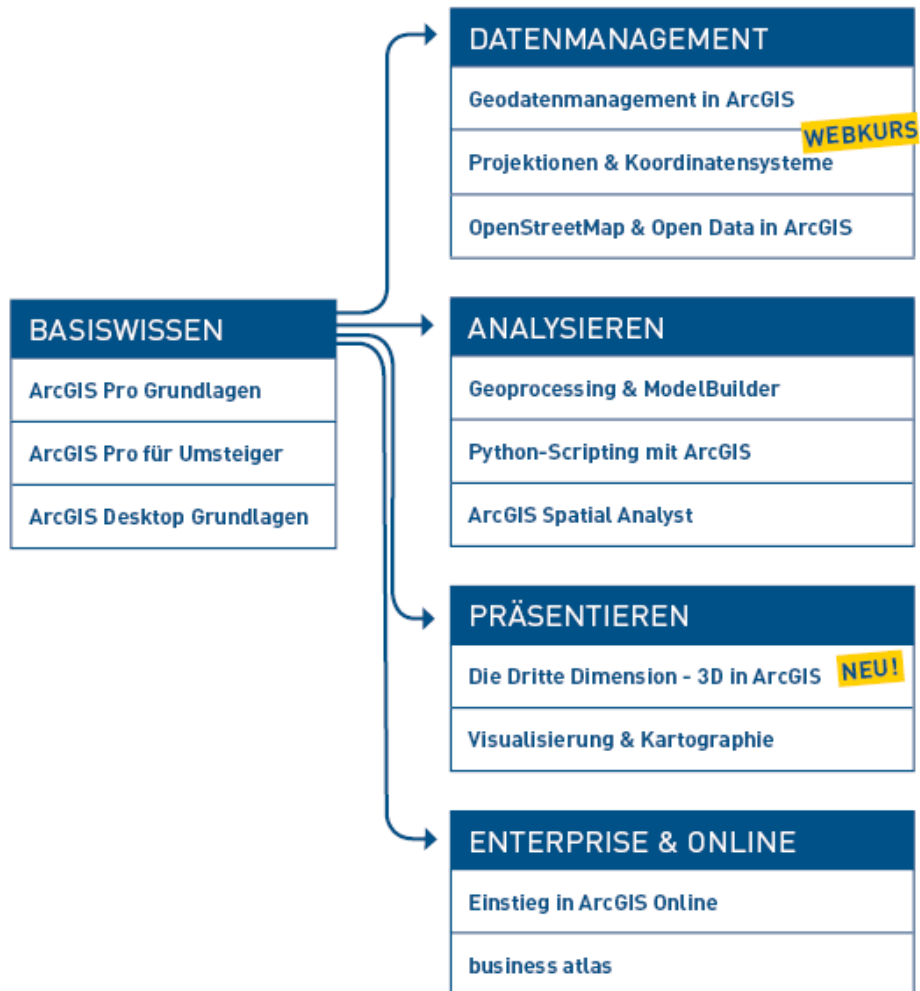 BASISWISSEN
ArcGIS Pro Grundlagen
ArcGIS Pro für Umsteiger
ArcGIS Desktop Grundlagen
DATENMANAGEMENT
Geodatenmanagement in ArcGIS
WEBKURS
Projektionen & Koordinatensysteme
OpenStreetMap & Open Data in ArcGIS
ANALYSIEREN
Geoprocessing & ModelBuilder
Python-Scripting mit ArcGIS
ArcGIS Spatial Analyst
PRÄSENTIEREN
Die Dritte Dimension - 3D in ArcGIS NEU!
Visualisierung & Kartographie
ENTERPRISE & ONLINE
Einstieg in ArcGIS Online
business atlas